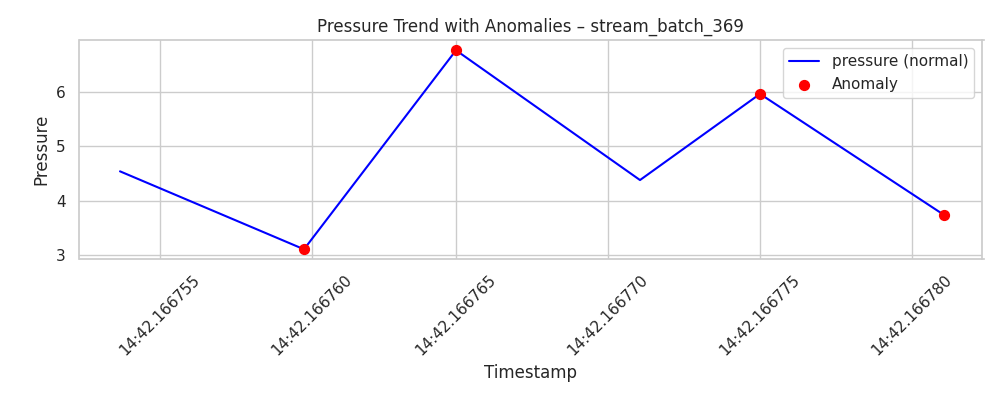 Pressure Trend with Anomalies – stream_batch_369
pressure (normal)
Anomaly
Pressure
6
5
4
3
14:42.166755
14:42.166760
14:42.166765
14:42.166770
14:42.166775
14:42.166780
Timestamp